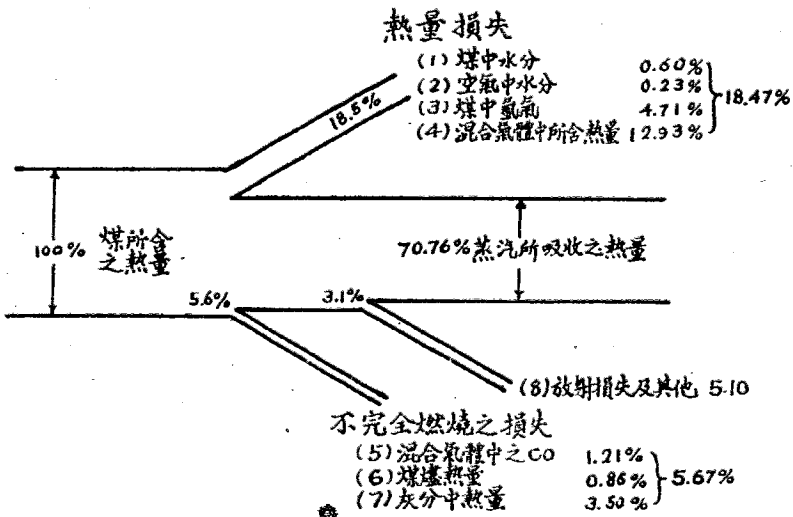 熱量損失
(1) 煤中水分 0.60%
(2) 空氣中水分 0.23%
(3) 煤中氫氣 4.71%
(4) 混合氣體中所含熱量 12.93%
18.47%
18.5%
100%
煤所含
之熱量
70.76% 蒸汽所吸收之熱量
5.6%
3.1%
(8) 放射損失及其他 5.10
不完全燃燒之損失
(5) 混合氣體中之CO 1.21%
(6) 煤燼熱量 0.86%
(7) 灰分中熱量 3.50%
5.67%